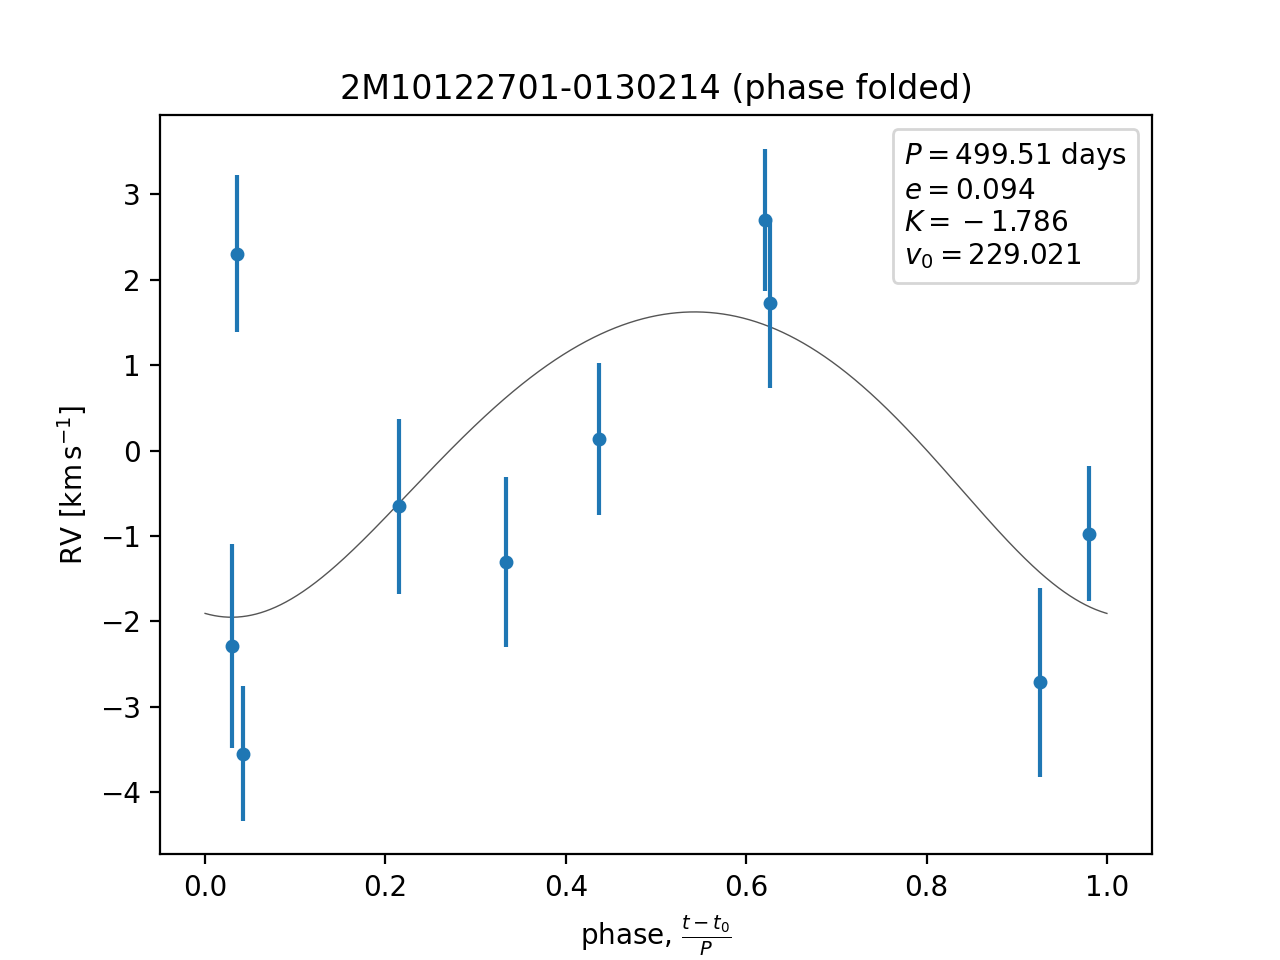 2M10122701-0130214 (phase folded)
P = 499.51 days
e = 0.094
K = −1.786
v₀ = 229.021
RV [km s⁻¹]
3
2
1
0
−1
−2
−3
−4
0.0 0.2 0.4 0.6 0.8 1.0
phase, (t − t₀)/P